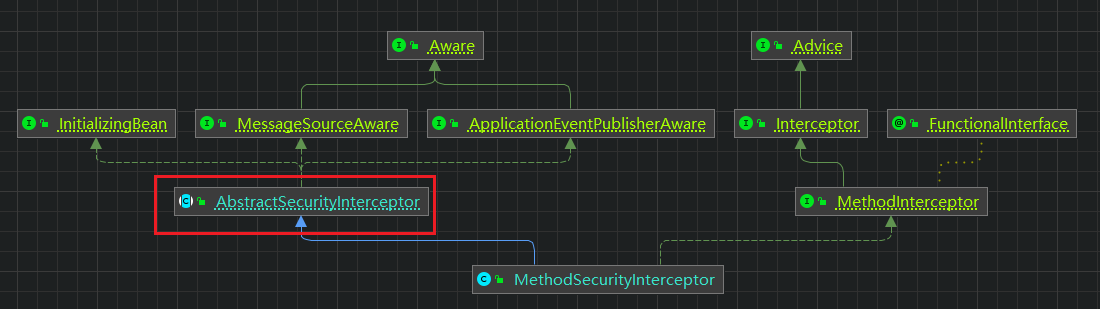 Aware
Advice
InitializingBean
MessageSourceAware
ApplicationEventPublisherAware
Interceptor
FunctionalInterface
AbstractSecurityInterceptor
MethodInterceptor
MethodSecurityInterceptor